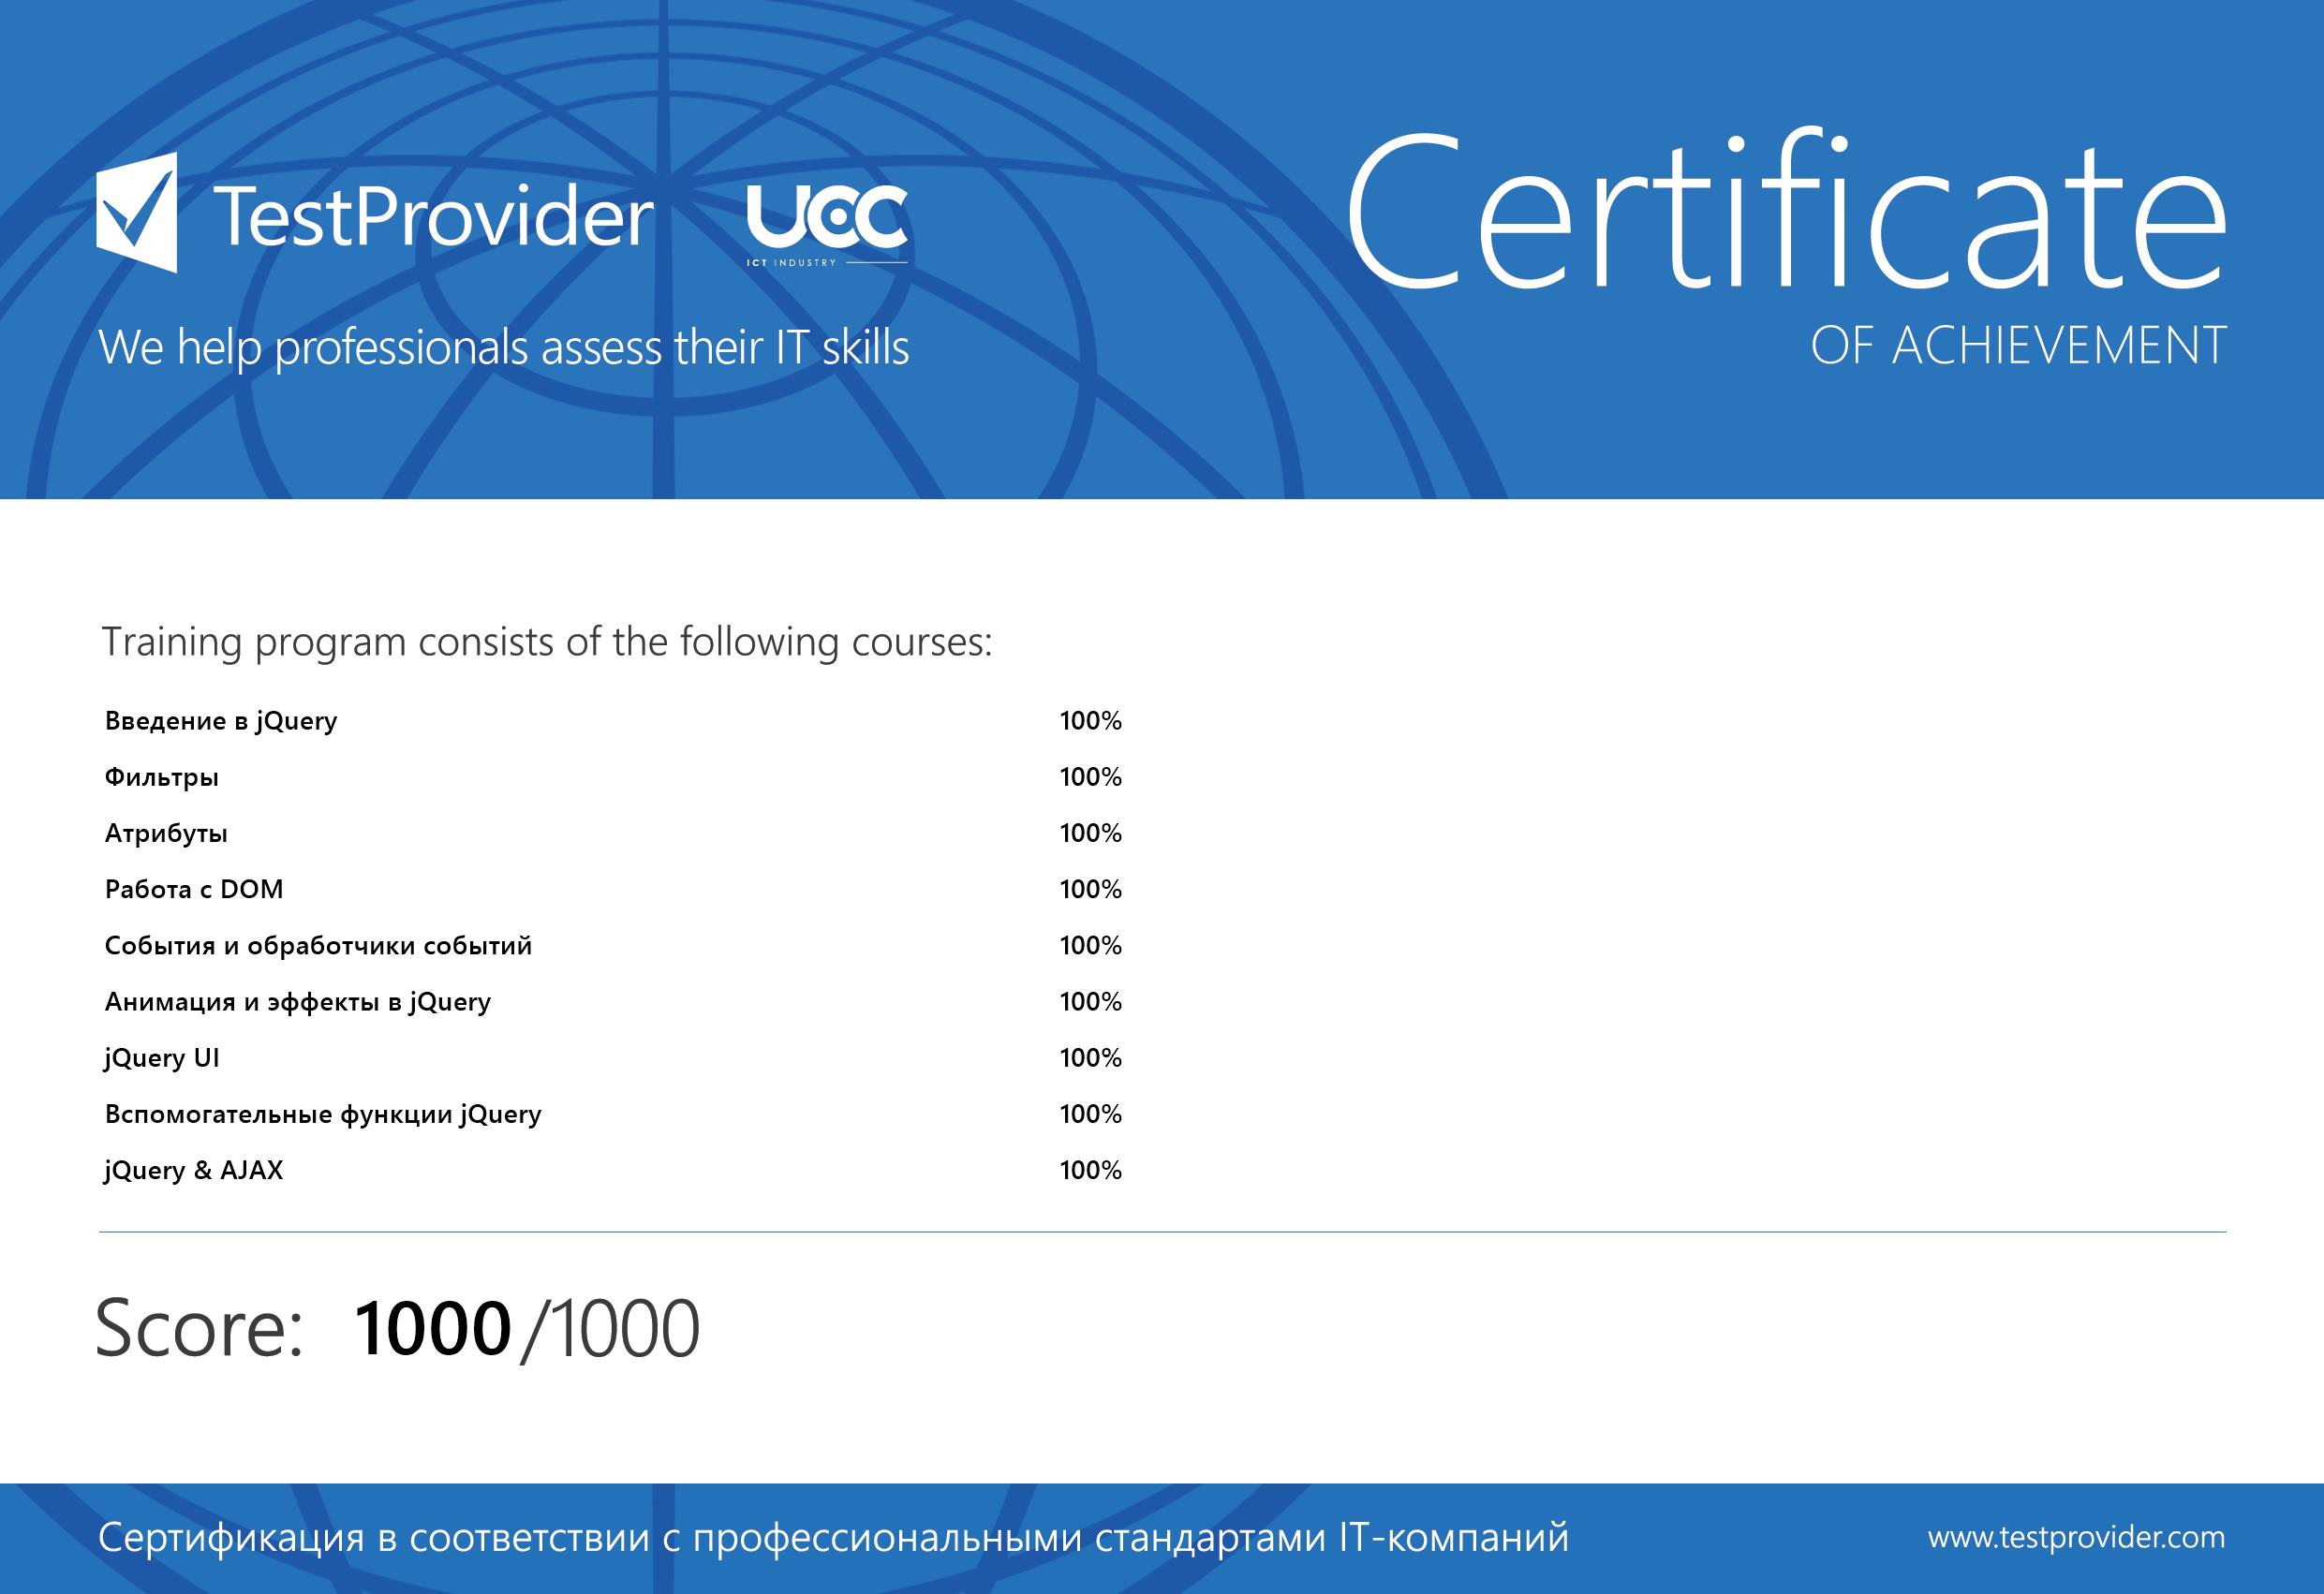 TestProvider
UCC
ICT INDUSTRY
We help professionals assess their IT skills
Certificate
OF ACHIEVEMENT
Training program consists of the following courses:
Введение в jQuery 100%
Фильтры 100%
Атрибуты 100%
Работа с DOM 100%
События и обработчики событий 100%
Анимация и эффекты в jQuery 100%
jQuery UI 100%
Вспомогательные функции jQuery 100%
jQuery & AJAX 100%
Score: 1000/1000
Сертификация в соответствии с профессиональными стандартами IT-компаний
www.testprovider.com